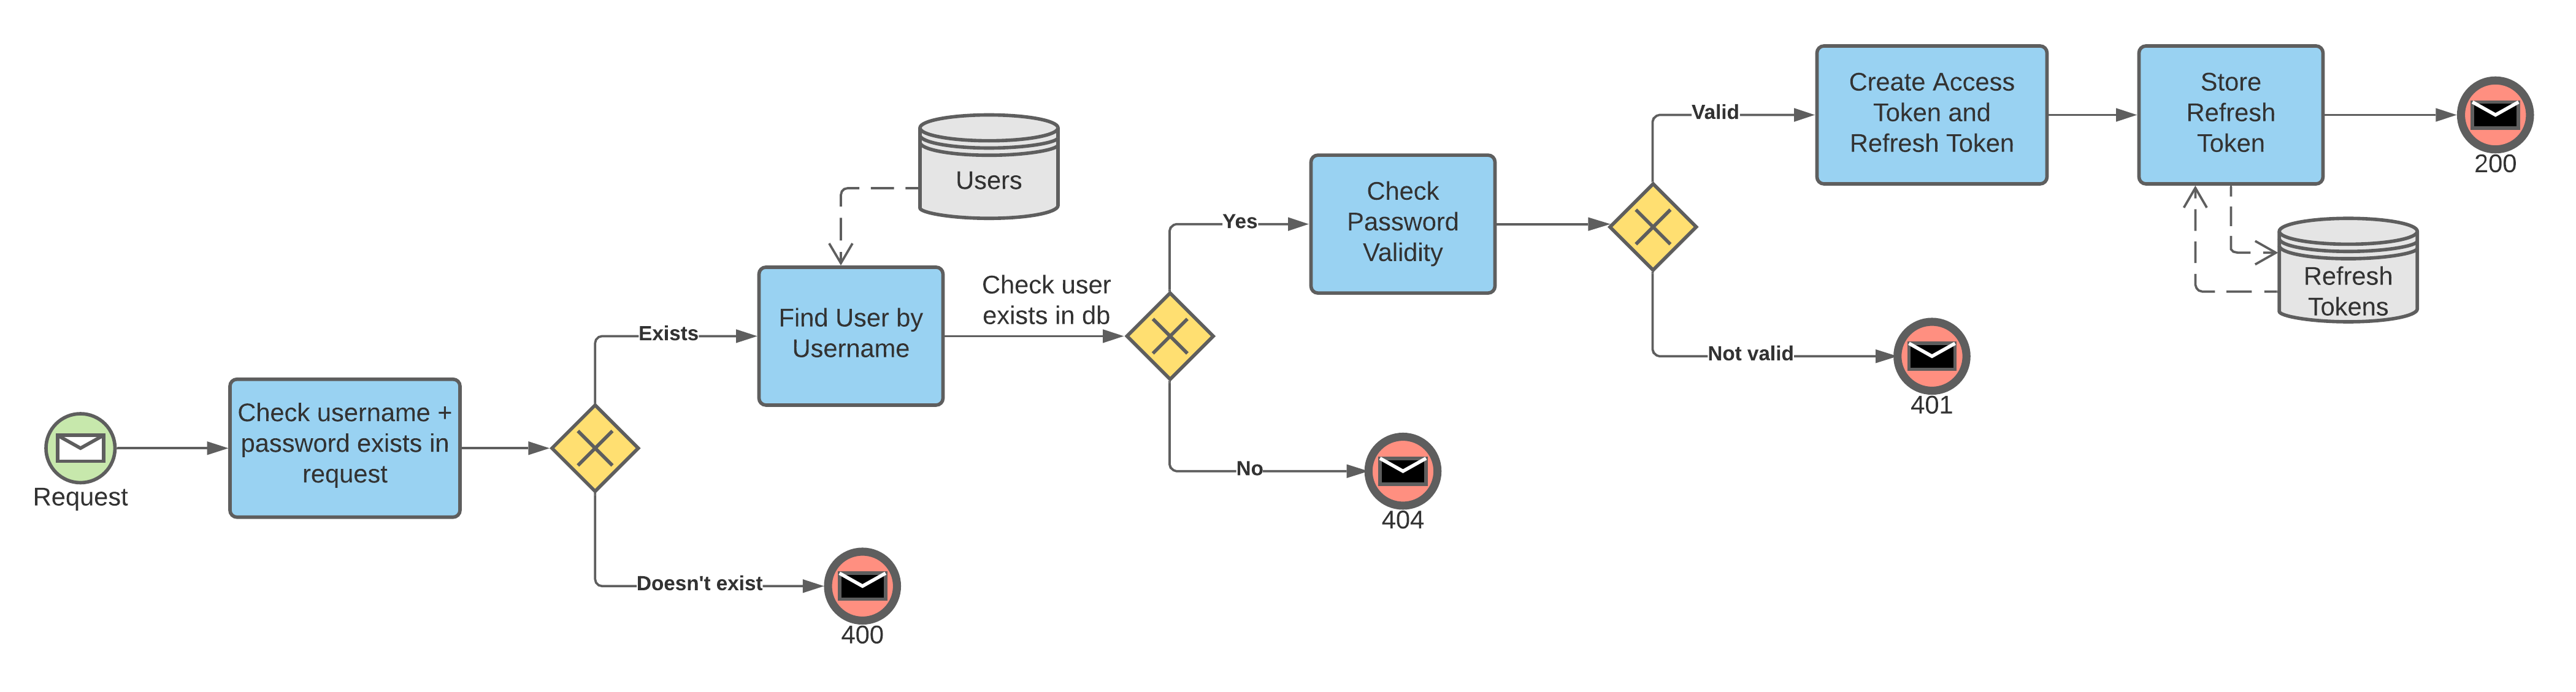 Request
Check username +
password exists in
request
Exists
Doesn't exist
400
Users
Find User by
Username
Check user
exists in db
Yes
No
404
Check
Password
Validity
Valid
Not valid
401
Create Access
Token and
Refresh Token
Store
Refresh
Token
Refresh
Tokens
200